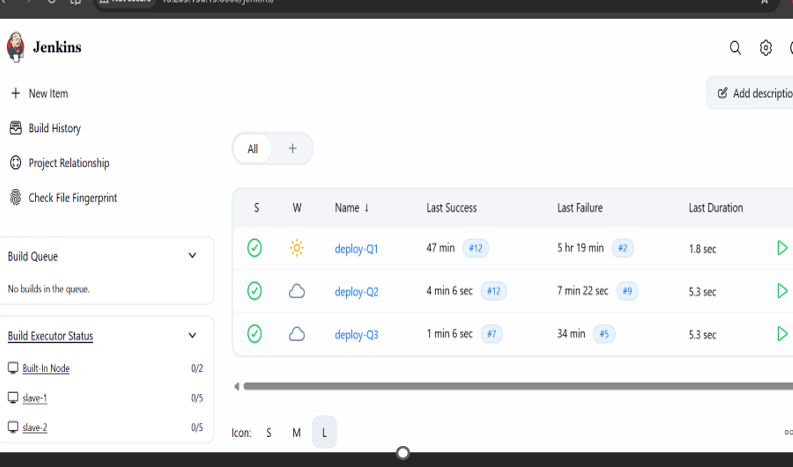 Jenkins
New Item
Build History
Project Relationship
Check File Fingerprint
Build Queue
No builds in the queue.
Build Executor Status
Built-In Node 0/2
slave-1 0/5
slave-2 0/5
Add descriptio
All +
S W Name ↓ Last Success Last Failure Last Duration
deploy-Q1 47 min #12 5 hr 19 min #2 1.8 sec
deploy-Q2 4 min 6 sec #12 7 min 22 sec #9 5.3 sec
deploy-Q3 1 min 6 sec #7 34 min #5 5.3 sec
Icon: S M L